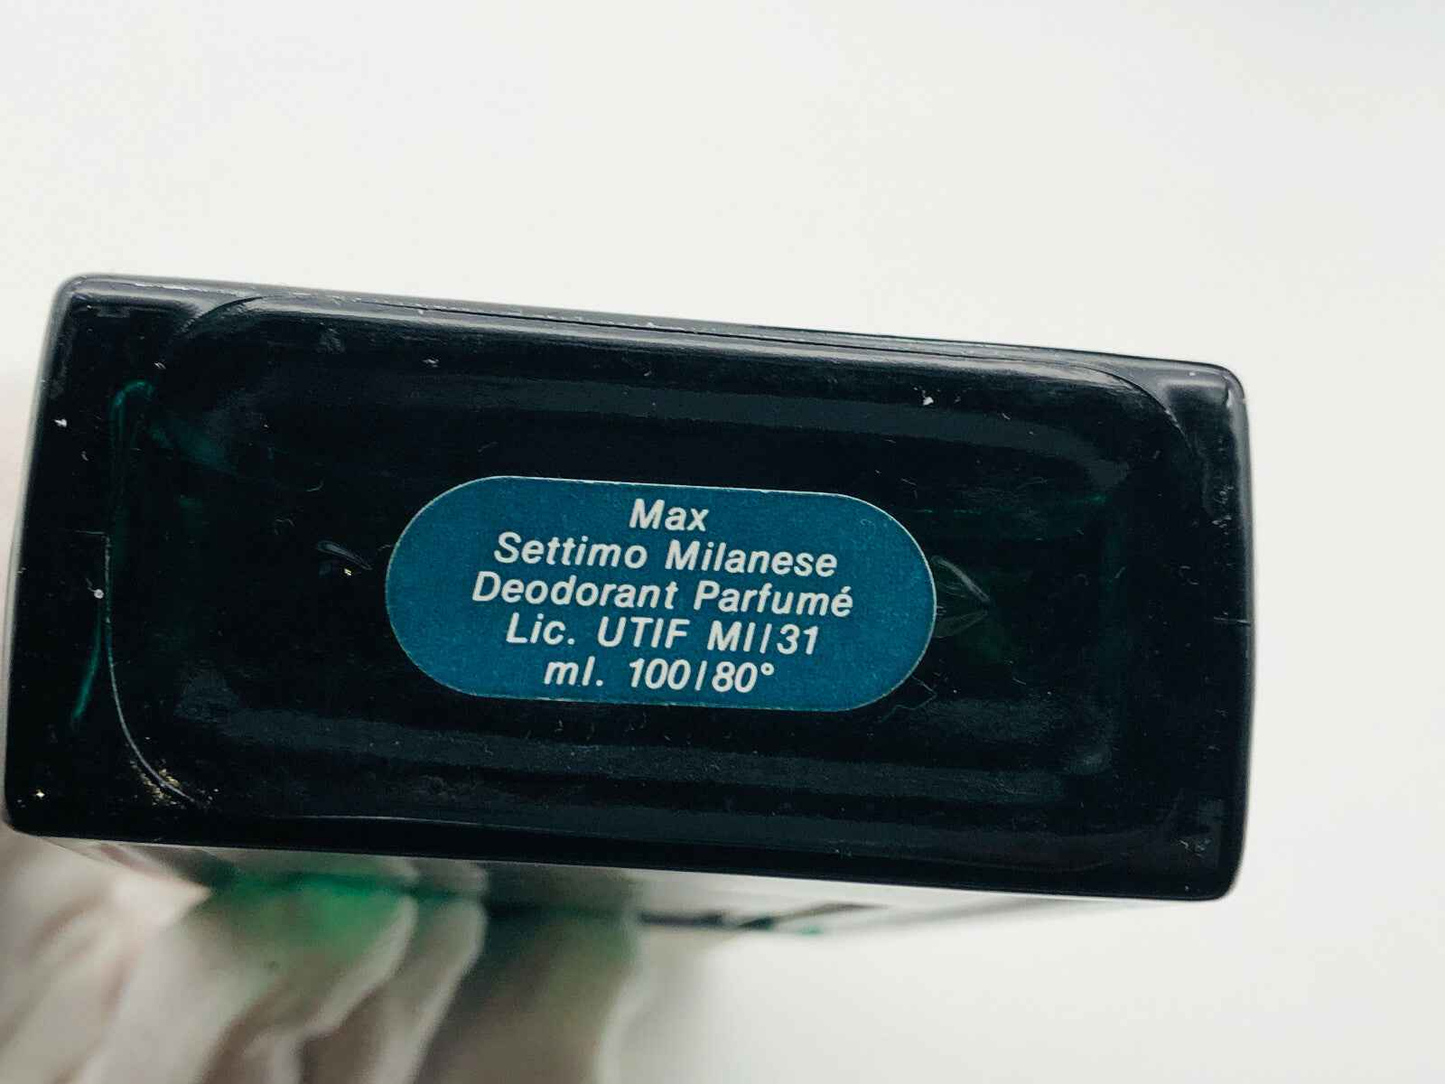 Max
Settimo Milanese
Deodorant Parfumé
Lic. UTIF MI/31
ml. 100/80°